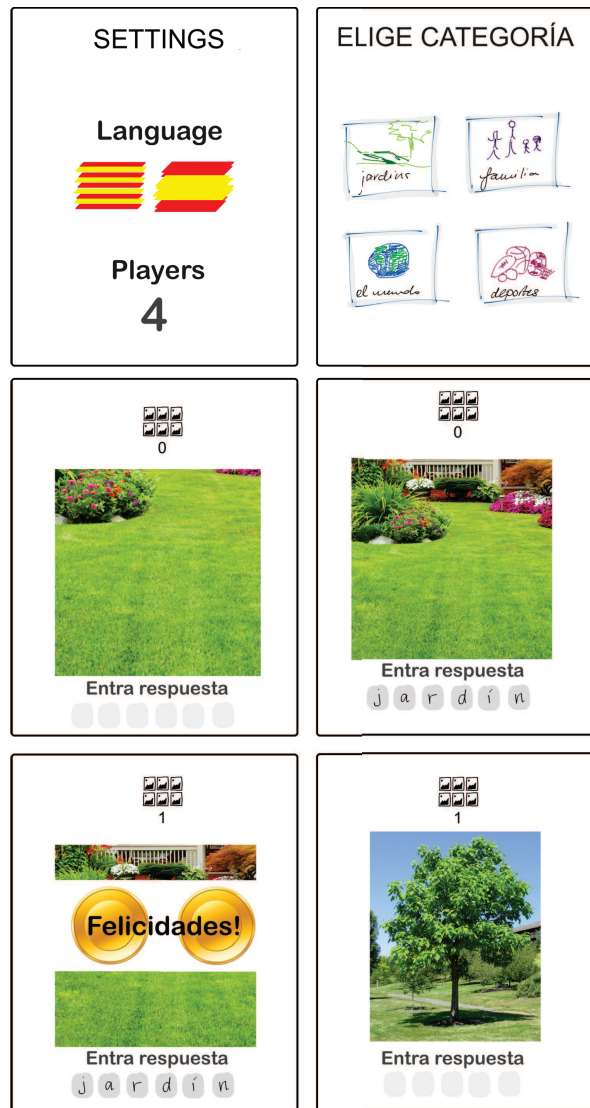 SETTINGS
Language
Players
4
ELIGE CATEGORÍA
jardins
familia
el mundo
deportes
0
Entra respuesta
0
Entra respuesta
j a r d í n
1
Felicidades!
Entra respuesta
j a r d í n
1
Entra respuesta